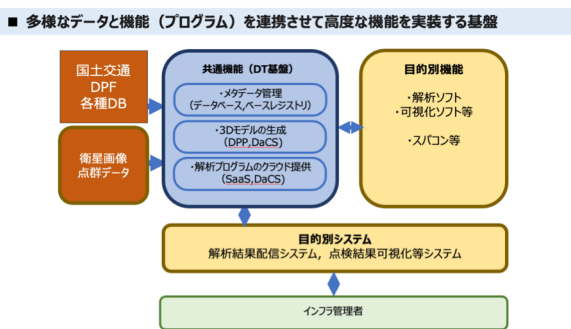 ■ 多様なデータと機能（プログラム）を連携させて高度な機能を実装する基盤
国土交通
DPF
各種DB
衛星画像
点群データ
共通機能（DT基盤）
・メタデータ管理
（データベース,ベースレジストリ）
・3Dモデルの生成
（DPP,DaCS）
・解析プログラムのクラウド提供
（SaaS,DaCS）
目的別機能
・解析ソフト
・可視化ソフト等
・スパコン等
目的別システム
解析結果配信システム，点検結果可視化等システム
インフラ管理者